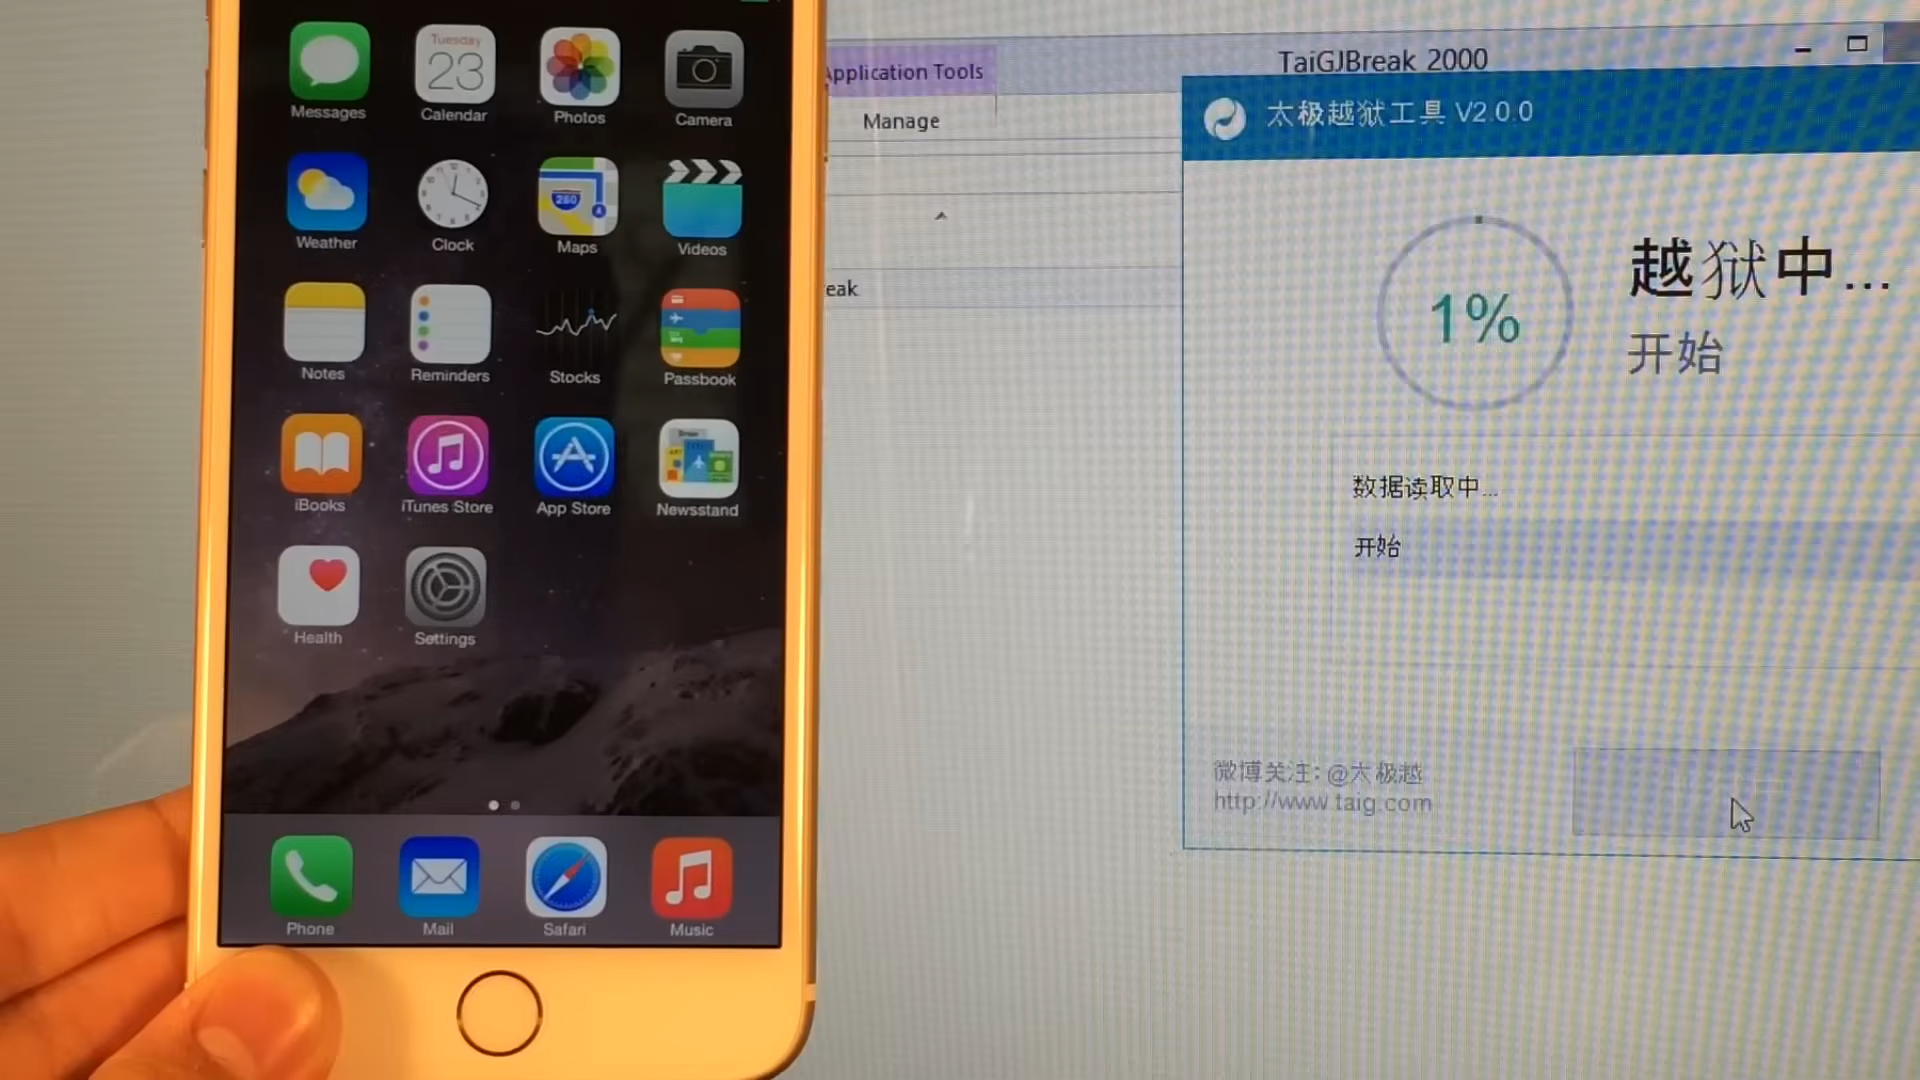 Messages
Tuesday
23
Calendar
Photos
Camera
Weather
Clock
280
Maps
Videos
Notes
Reminders
Stocks
Passbook
iBooks
iTunes Store
App Store
Newsstand
Health
Settings
Phone
Mail
Safari
Music
Application Tools
Manage
eak
TaiGJBreak 2000
太极越狱工具 V2.0.0
1%
越狱中...
开始
数据读取中...
开始
微博关注: @太极越
http://www.taig.com